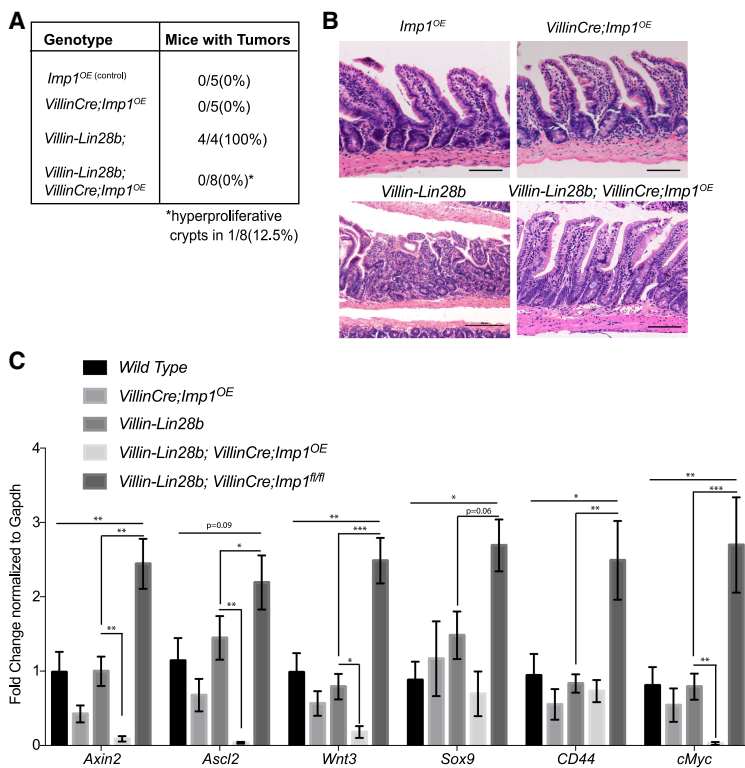 A
Genotype Mice with Tumors
Imp1OE (control) 0/5(0%)
VillinCre;Imp1OE 0/5(0%)
Villin-Lin28b; 4/4(100%)
Villin-Lin28b;
VillinCre;Imp1OE 0/8(0%)*
*hyperproliferative
crypts in 1/8(12.5%)
B
Imp1OE VillinCre;Imp1OE
Villin-Lin28b Villin-Lin28b; VillinCre;Imp1OE
C
Wild Type
VillinCre;Imp1OE
Villin-Lin28b
Villin-Lin28b; VillinCre;Imp1OE
Villin-Lin28b; VillinCre;Imp1fl/fl
Fold Change normalized to Gapdh
4
3
2
1
0
** ** **
p=0.09 * **
** *** *
* p=0.06
* **
** *** **
Axin2 Ascl2 Wnt3 Sox9 CD44 cMyc